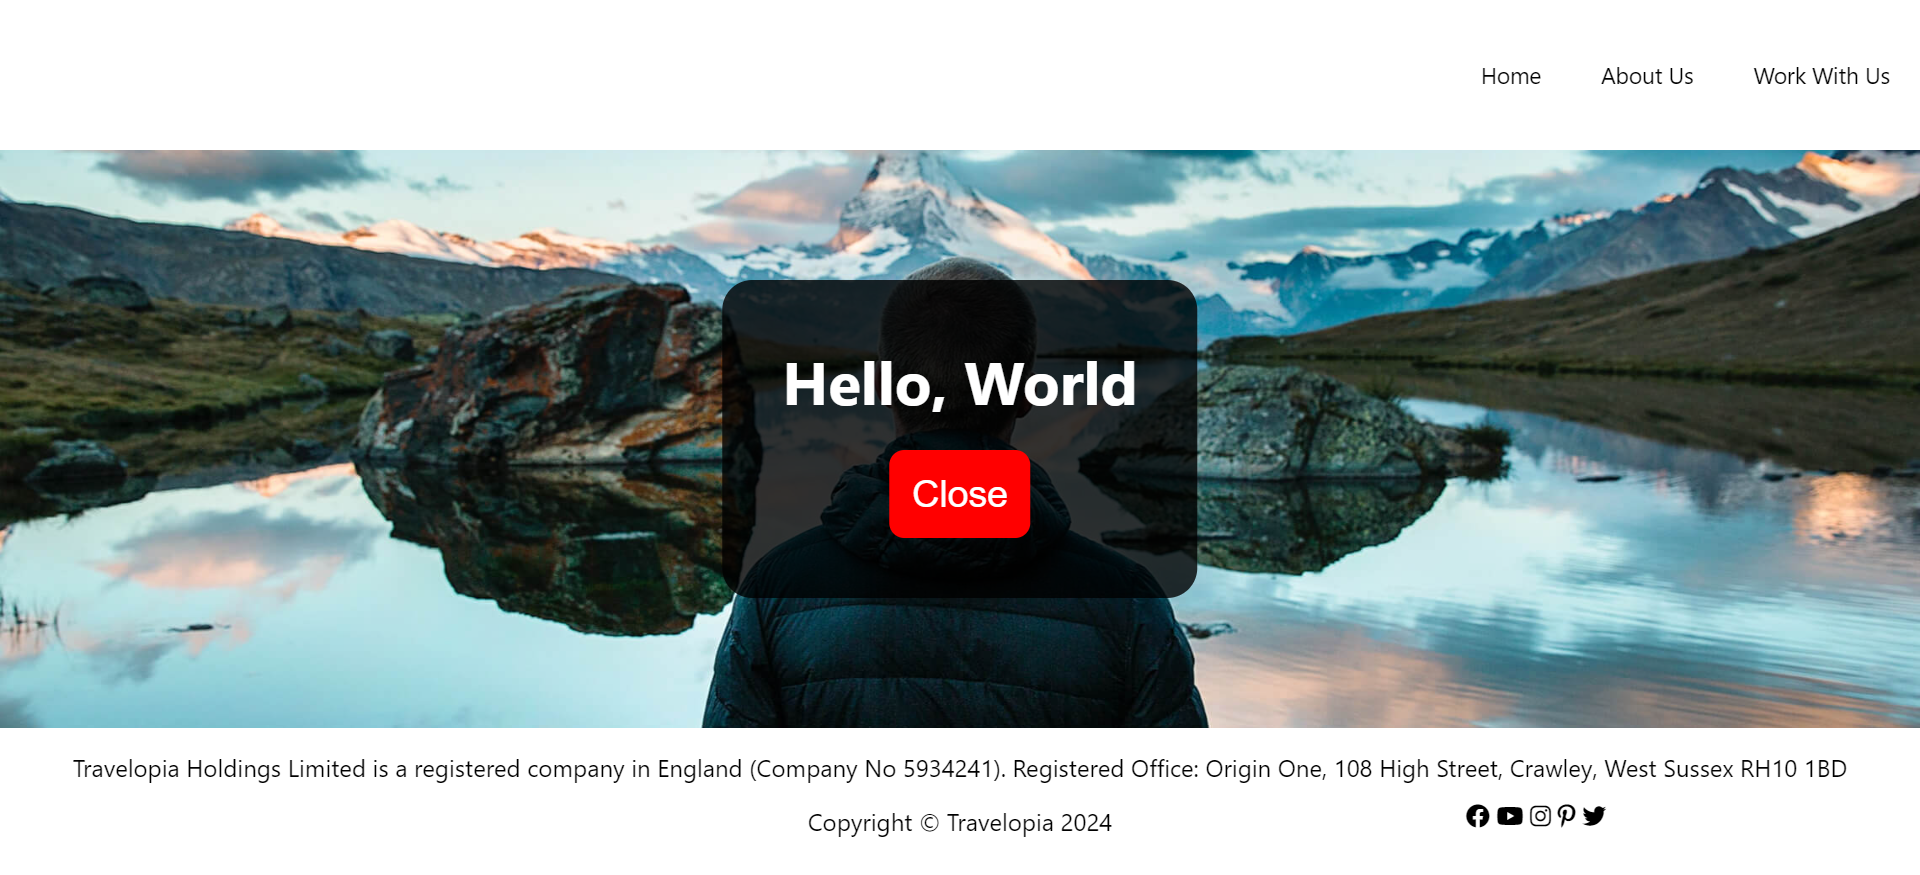 Home About Us Work With Us
Hello, World
Close
Travelopia Holdings Limited is a registered company in England (Company No 5934241). Registered Office: Origin One, 108 High Street, Crawley, West Sussex RH10 1BD
Copyright © Travelopia 2024